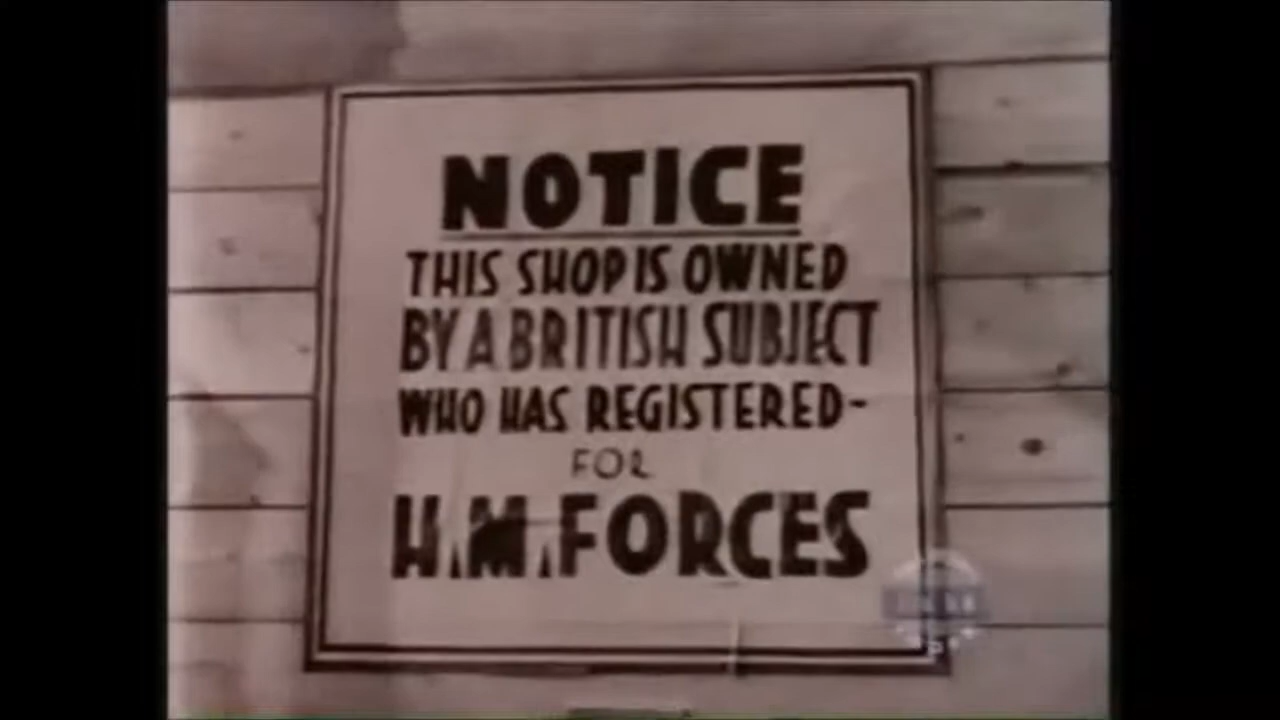 NOTICE
THIS SHOP IS OWNED
BY A BRITISH SUBJECT
WHO HAS REGISTERED-
FOR
H.M. FORCES